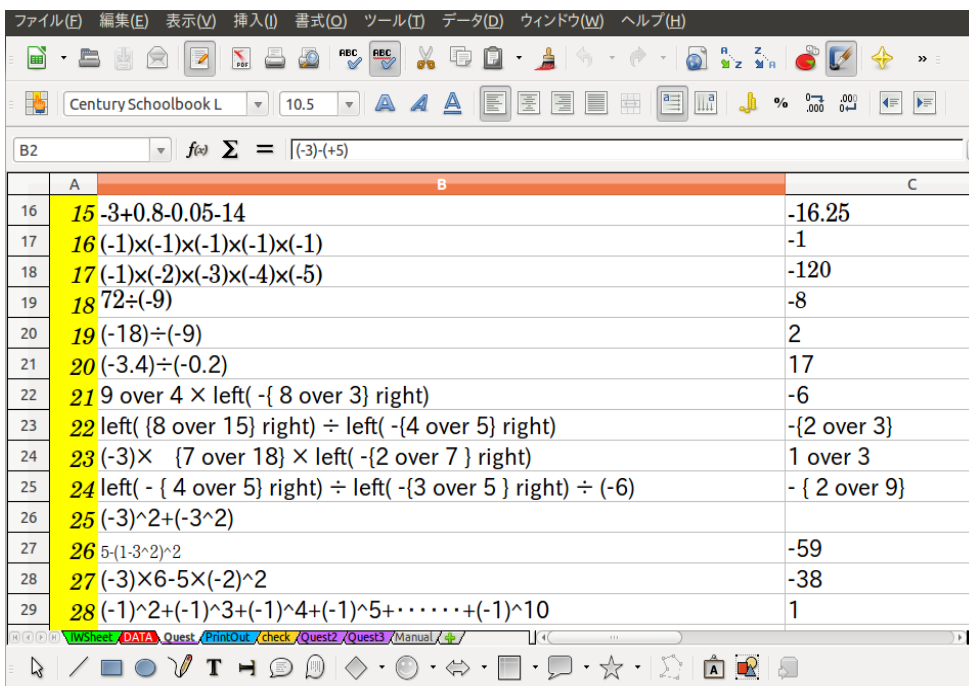 ファイル(F) 編集(E) 表示(V) 挿入(I) 書式(O) ツール(T) データ(D) ウィンドウ(W) ヘルプ(H)
PDF ABC ABC A Z Z A »
Century Schoolbook L 10.5 A A A a a % 0 .000 .000 0
B2 f(x) Σ = (-3)-(+5)
A B C
16 15 -3+0.8-0.05-14 -16.25
17 16 (-1)×(-1)×(-1)×(-1)×(-1) -1
18 17 (-1)×(-2)×(-3)×(-4)×(-5) -120
19 18 72÷(-9) -8
20 19 (-18)÷(-9) 2
21 20 (-3.4)÷(-0.2) 17
22 21 9 over 4 × left( -{ 8 over 3} right) -6
23 22 left( {8 over 15} right) ÷ left( -{4 over 5} right) -{2 over 3}
24 23 (-3)×　{7 over 18} × left( -{2 over 7 } right) 1 over 3
25 24 left( - { 4 over 5} right) ÷ left( -{3 over 5 } right) ÷ (-6) - { 2 over 9}
26 25 (-3)^2+(-3^2)
27 26 5-(1-3^2)^2 -59
28 27 (-3)×6-5×(-2)^2 -38
29 28 (-1)^2+(-1)^3+(-1)^4+(-1)^5+⋯⋯+(-1)^10 1
IWSheet DATA Quest PrintOut check Quest2 Quest3 Manual
T A